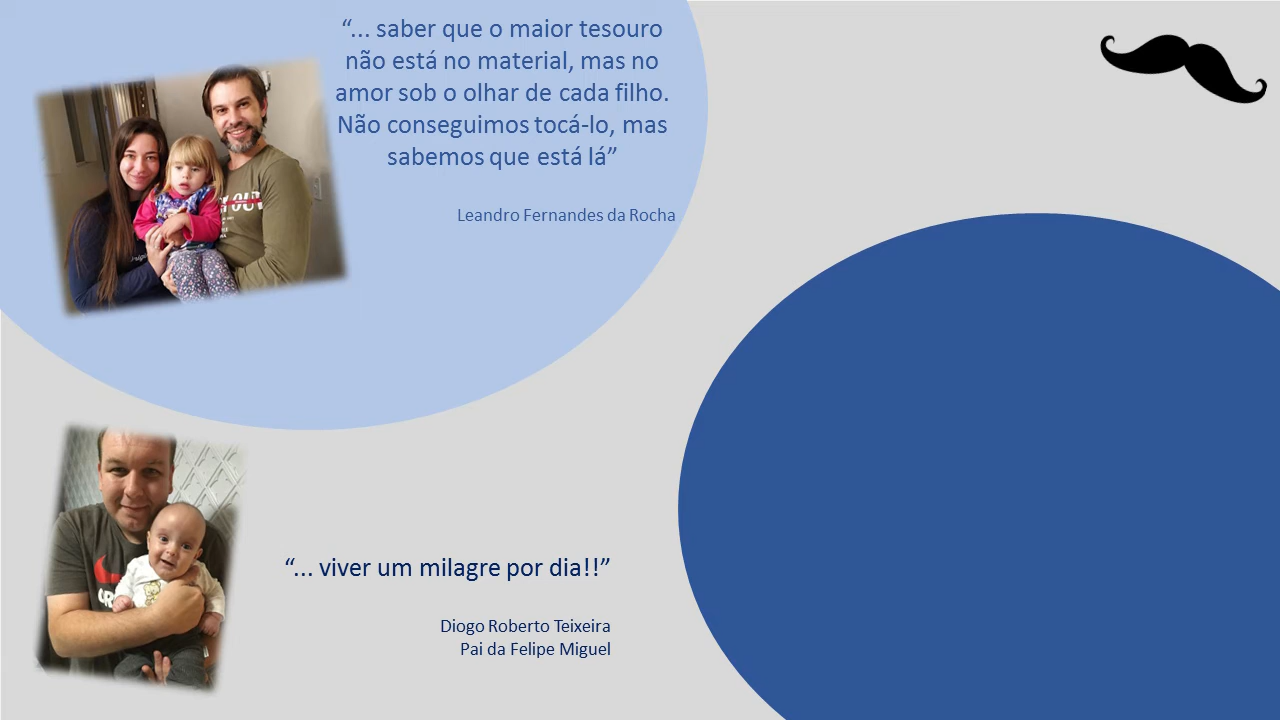 “... saber que o maior tesouro
não está no material, mas no
amor sob o olhar de cada filho.
Não conseguimos tocá-lo, mas
sabemos que está lá”
Leandro Fernandes da Rocha
“... viver um milagre por dia!!”
Diogo Roberto Teixeira
Pai da Felipe Miguel